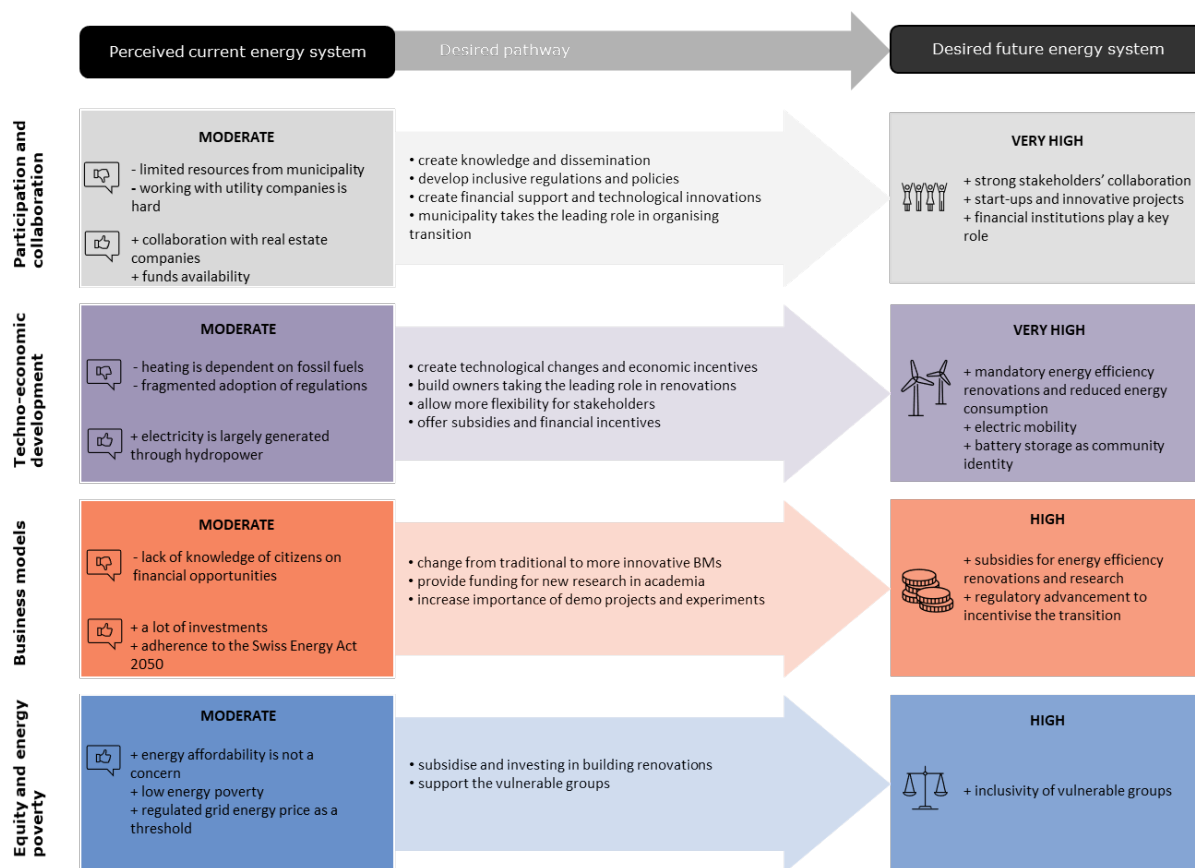 Perceived current energy system
Desired pathway
Desired future energy system
Participation and
collaboration
MODERATE
- limited resources from municipality
- working with utility companies is
hard
+ collaboration with real estate
companies
+ funds availability
• create knowledge and dissemination
• develop inclusive regulations and policies
• create financial support and technological innovations
• municipality takes the leading role in organising
transition
VERY HIGH
+ strong stakeholders' collaboration
+ start-ups and innovative projects
+ financial institutions play a key
role
Techno-economic
development
MODERATE
- heating is dependent on fossil fuels
- fragmented adoption of regulations
+ electricity is largely generated
through hydropower
• create technological changes and economic incentives
• build owners taking the leading role in renovations
• allow more flexibility for stakeholders
• offer subsidies and financial incentives
VERY HIGH
+ mandatory energy efficiency
renovations and reduced energy
consumption
+ electric mobility
+ battery storage as community
identity
Business models
MODERATE
- lack of knowledge of citizens on
financial opportunities
+ a lot of investments
+ adherence to the Swiss Energy Act
2050
• change from traditional to more innovative BMs
• provide funding for new research in academia
• increase importance of demo projects and experiments
HIGH
+ subsidies for energy efficiency
renovations and research
+ regulatory advancement to
incentivise the transition
Equity and energy
poverty
MODERATE
+ energy affordability is not a
concern
+ low energy poverty
+ regulated grid energy price as a
threshold
• subsidise and investing in building renovations
• support the vulnerable groups
HIGH
+ inclusivity of vulnerable groups